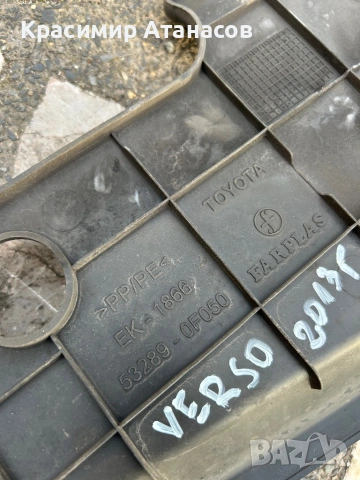 Красимир Атанасов
TOYOTA
FARPLAS
>PP/PE<
EK-1866
53289-0F050
VERSO
2013г
BAZAR